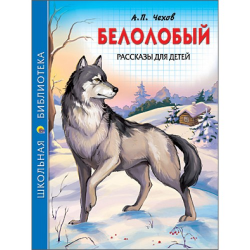 А.П. Чехов
БЕЛОЛОБЫЙ
РАССКАЗЫ ДЛЯ ДЕТЕЙ
ШКОЛЬНАЯ БИБЛИОТЕКА